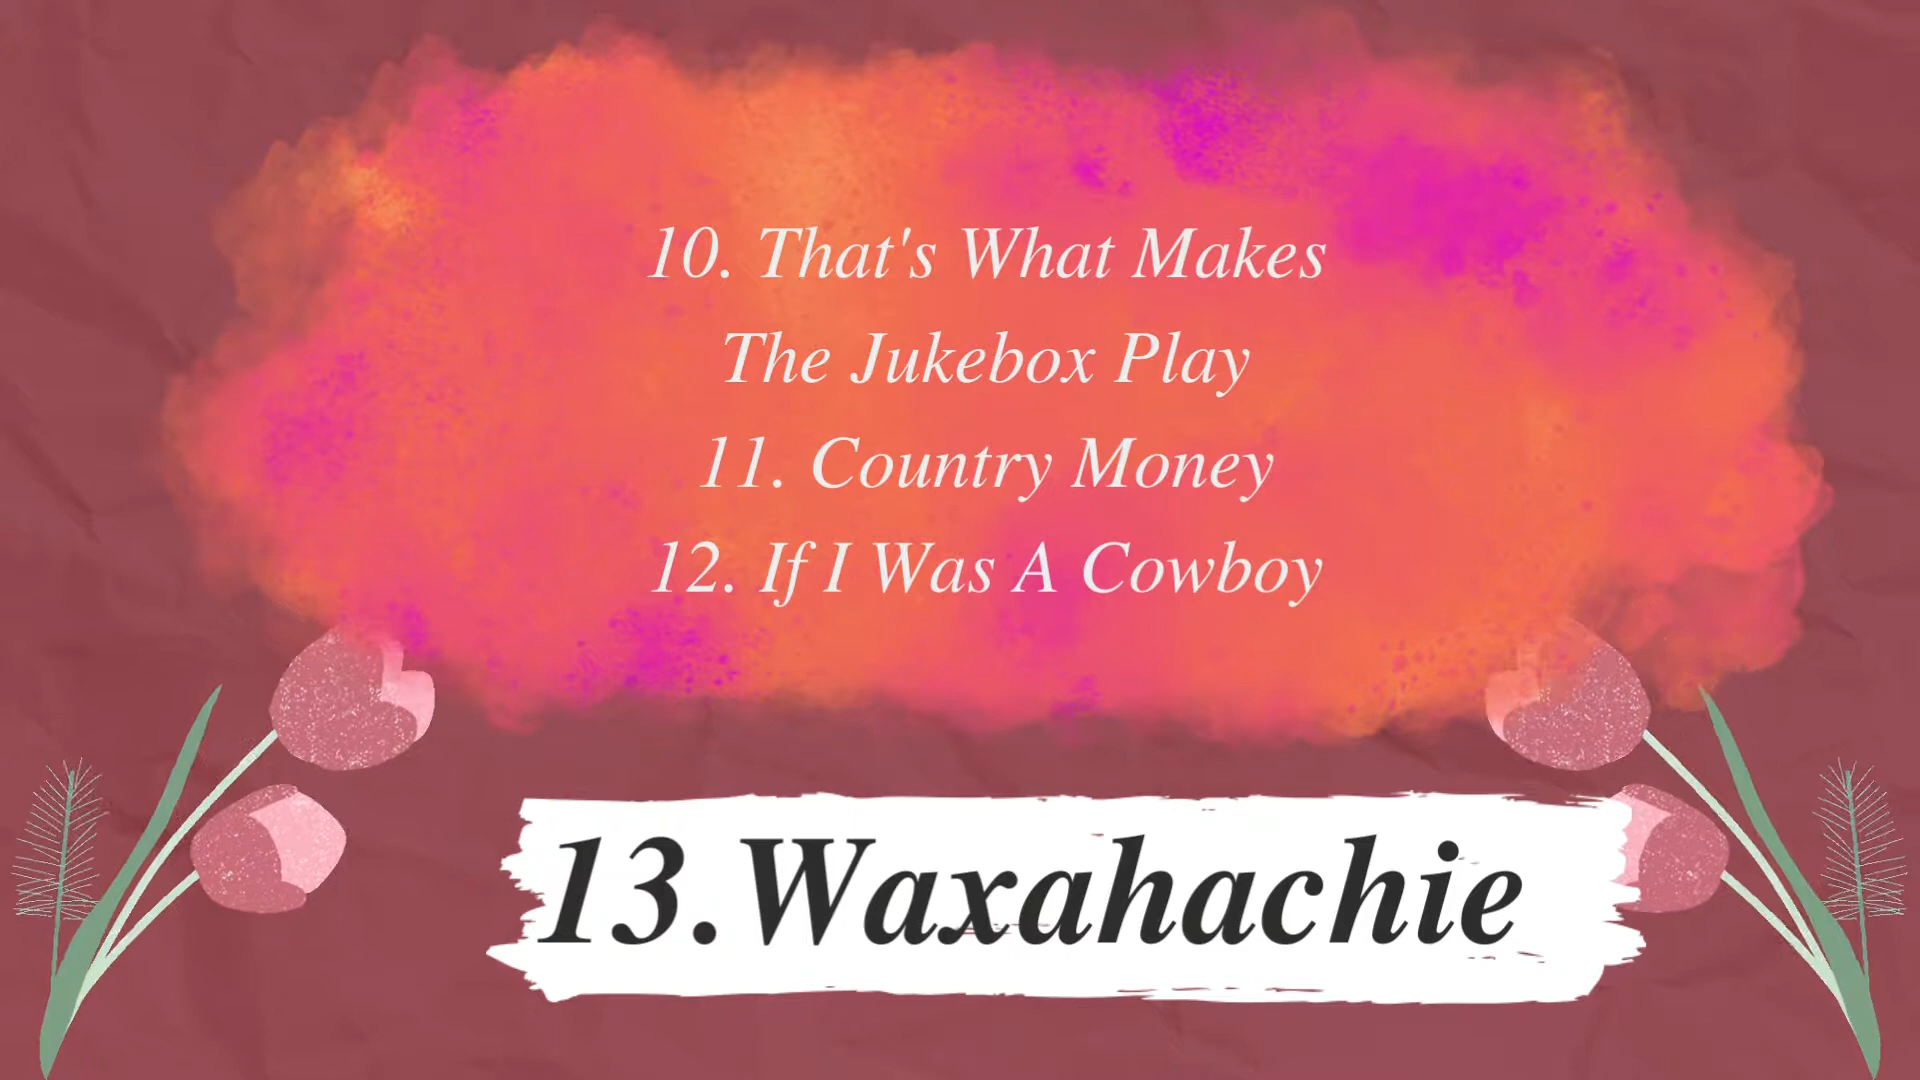 10. That's What Makes
The Jukebox Play
11. Country Money
12. If I Was A Cowboy
13.Waxahachie